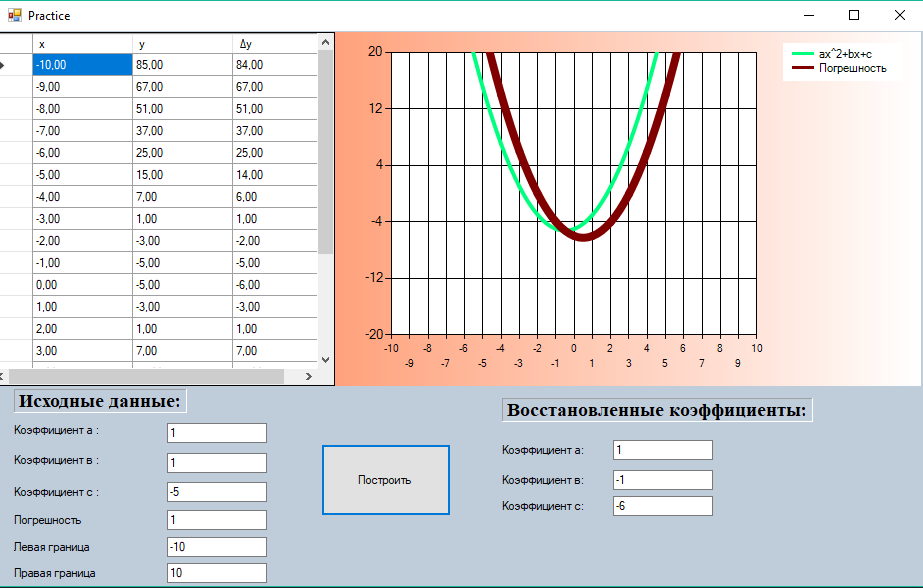 Practice
x y Δy
-10,00 85,00 84,00
-9,00 67,00 67,00
-8,00 51,00 51,00
-7,00 37,00 37,00
-6,00 25,00 25,00
-5,00 15,00 14,00
-4,00 7,00 6,00
-3,00 1,00 1,00
-2,00 -3,00 -2,00
-1,00 -5,00 -5,00
0,00 -5,00 -6,00
1,00 -3,00 -3,00
2,00 1,00 1,00
3,00 7,00 7,00
20
12
4
-4
-12
-20
-10 -8 -6 -4 -2 0 2 4 6 8 10
-9 -7 -5 -3 -1 1 3 5 7 9
ax^2+bx+c
Погрешность
Исходные данные:
Коэффициент а : 1
Коэффициент в : 1
Коэффициент с : -5
Погрешность 1
Левая граница -10
Правая граница 10
Построить
Восстановленные коэффициенты:
Коэффициент а: 1
Коэффициент в: -1
Коэффициент с: -6